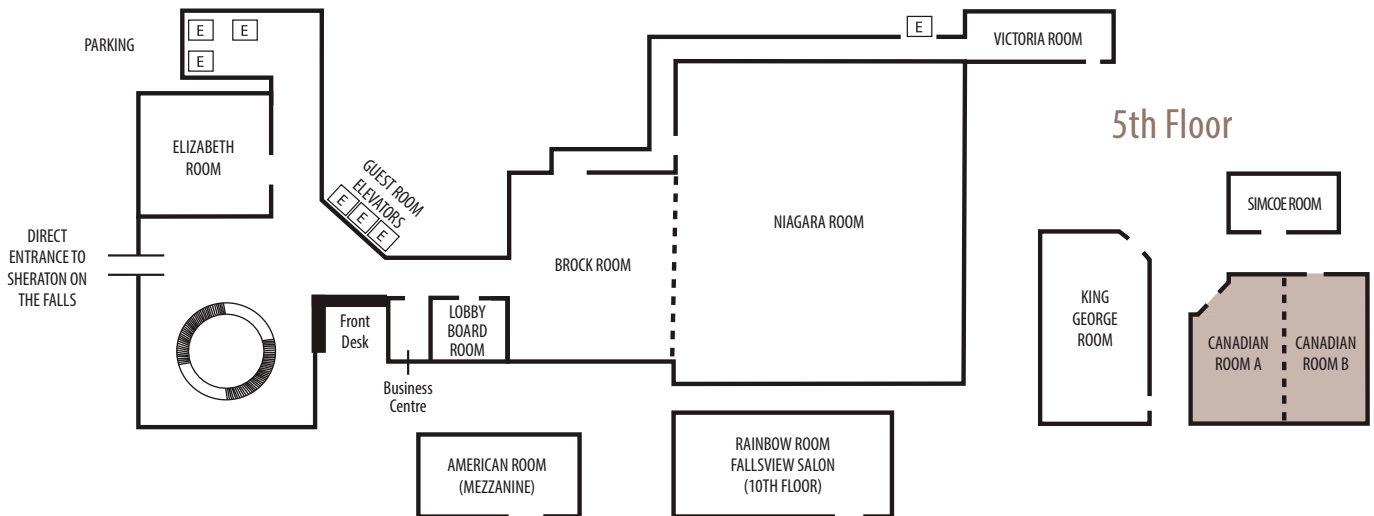 E
E
E
PARKING
VICTORIA ROOM
E
5th Floor
ELIZABETH
ROOM
GUEST ROOM
ELEVATORS
E
E
E
SIMCOE ROOM
NIAGARA ROOM
DIRECT
ENTRANCE TO
SHERATON ON
THE FALLS
BROCK ROOM
KING
GEORGE
ROOM
Front
Desk
LOBBY
BOARD
ROOM
CANADIAN
ROOM A
CANADIAN
ROOM B
Business
Centre
AMERICAN ROOM
(MEZZANINE)
RAINBOW ROOM
FALLSVIEW SALON
(10TH FLOOR)